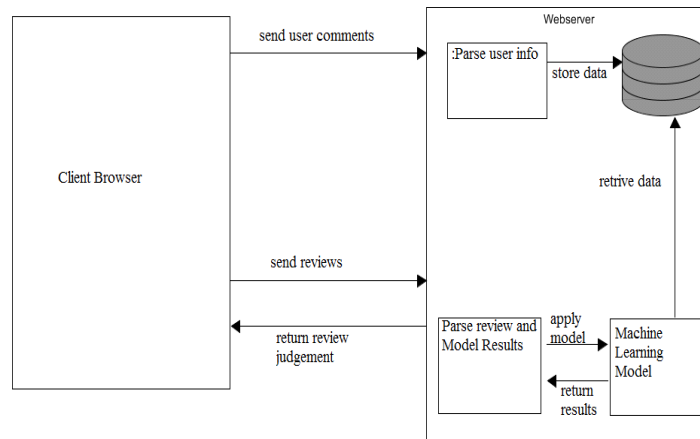 Webserver
send user comments
:Parse user info
store data
Client Browser
retrive data
send reviews
return review
judgement
Parse review and
Model Results
apply
model
Machine
Learning
Model
return
results